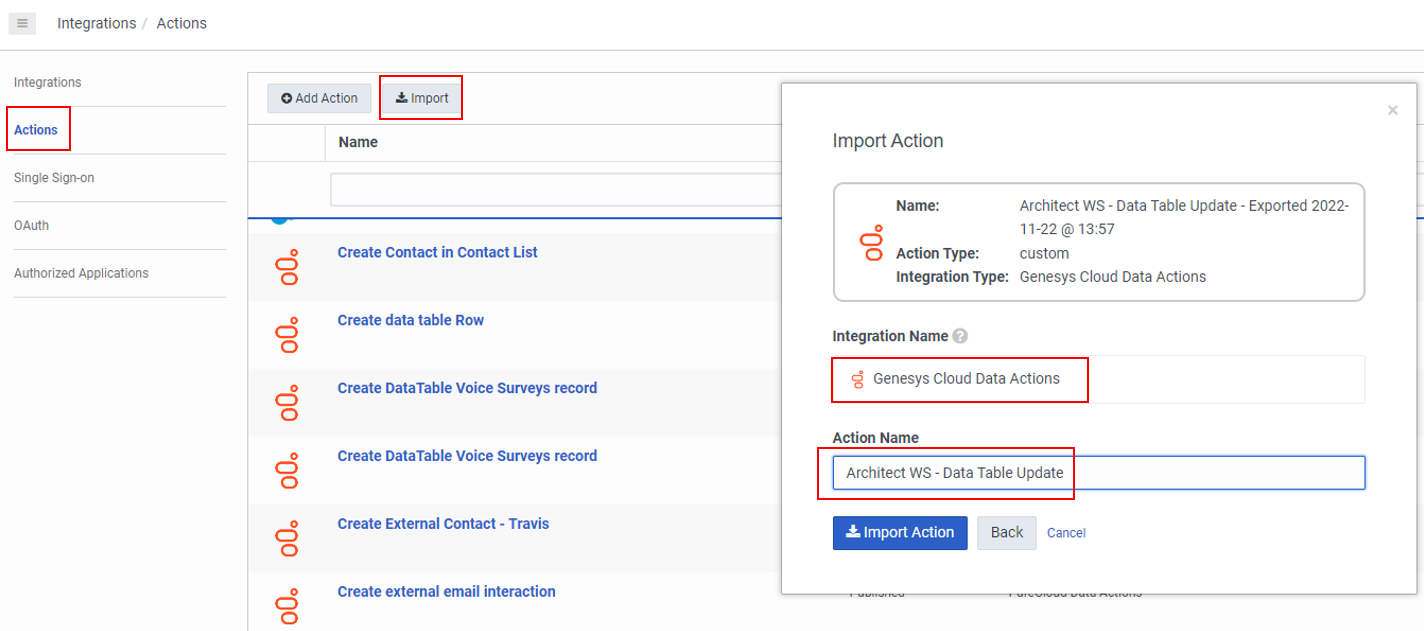 Integrations / Actions
Integrations
Actions
Single Sign-on
OAuth
Authorized Applications
Add Action
Import
Name
Create Contact in Contact List
Create data table Row
Create DataTable Voice Surveys record
Create DataTable Voice Surveys record
Create External Contact - Travis
Create external email interaction
Published
PureCloud Data Actions
×
Import Action
Name: Architect WS - Data Table Update - Exported 2022-
11-22 @ 13:57
Action Type: custom
Integration Type: Genesys Cloud Data Actions
Integration Name ?
Genesys Cloud Data Actions
Action Name
Architect WS - Data Table Update
Import Action
Back
Cancel